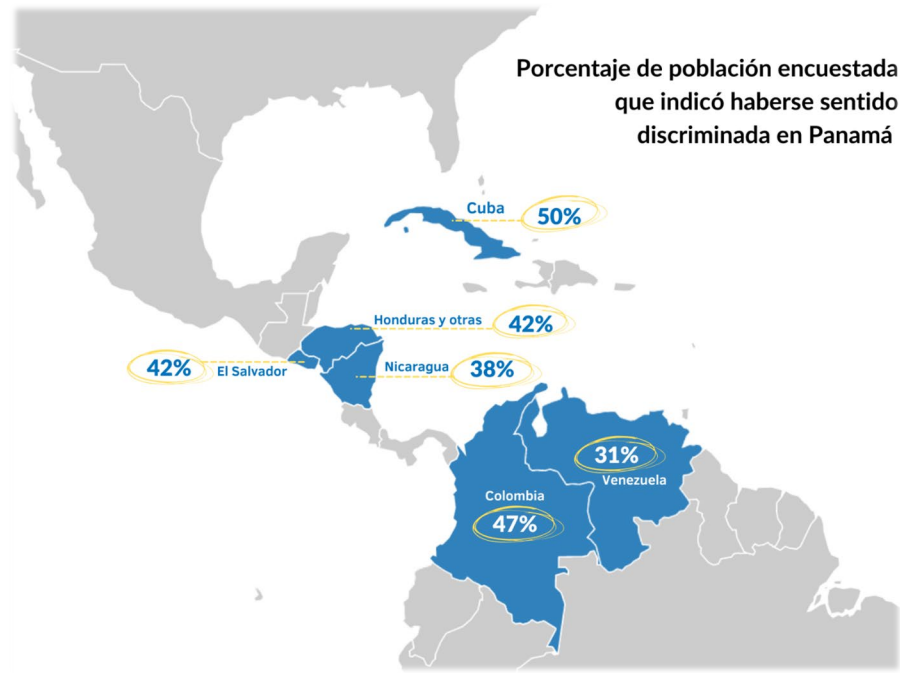 Porcentaje de población encuestada
que indicó haberse sentido
discriminada en Panamá
Cuba
50%
Honduras y otras
42%
42%
El Salvador
Nicaragua
38%
31%
Venezuela
Colombia
47%